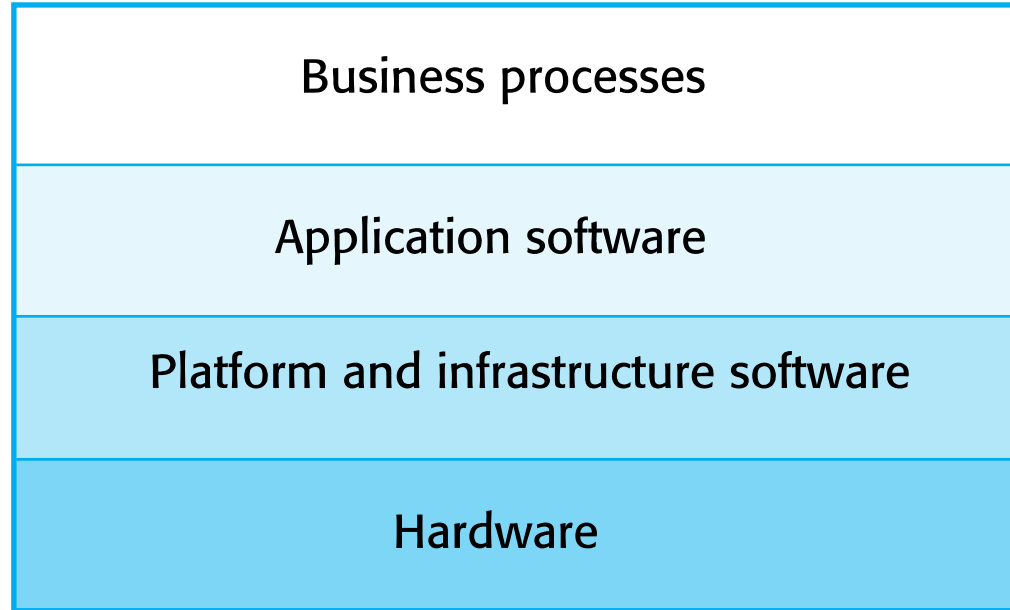 Business processes
Application software
Platform and infrastructure software
Hardware